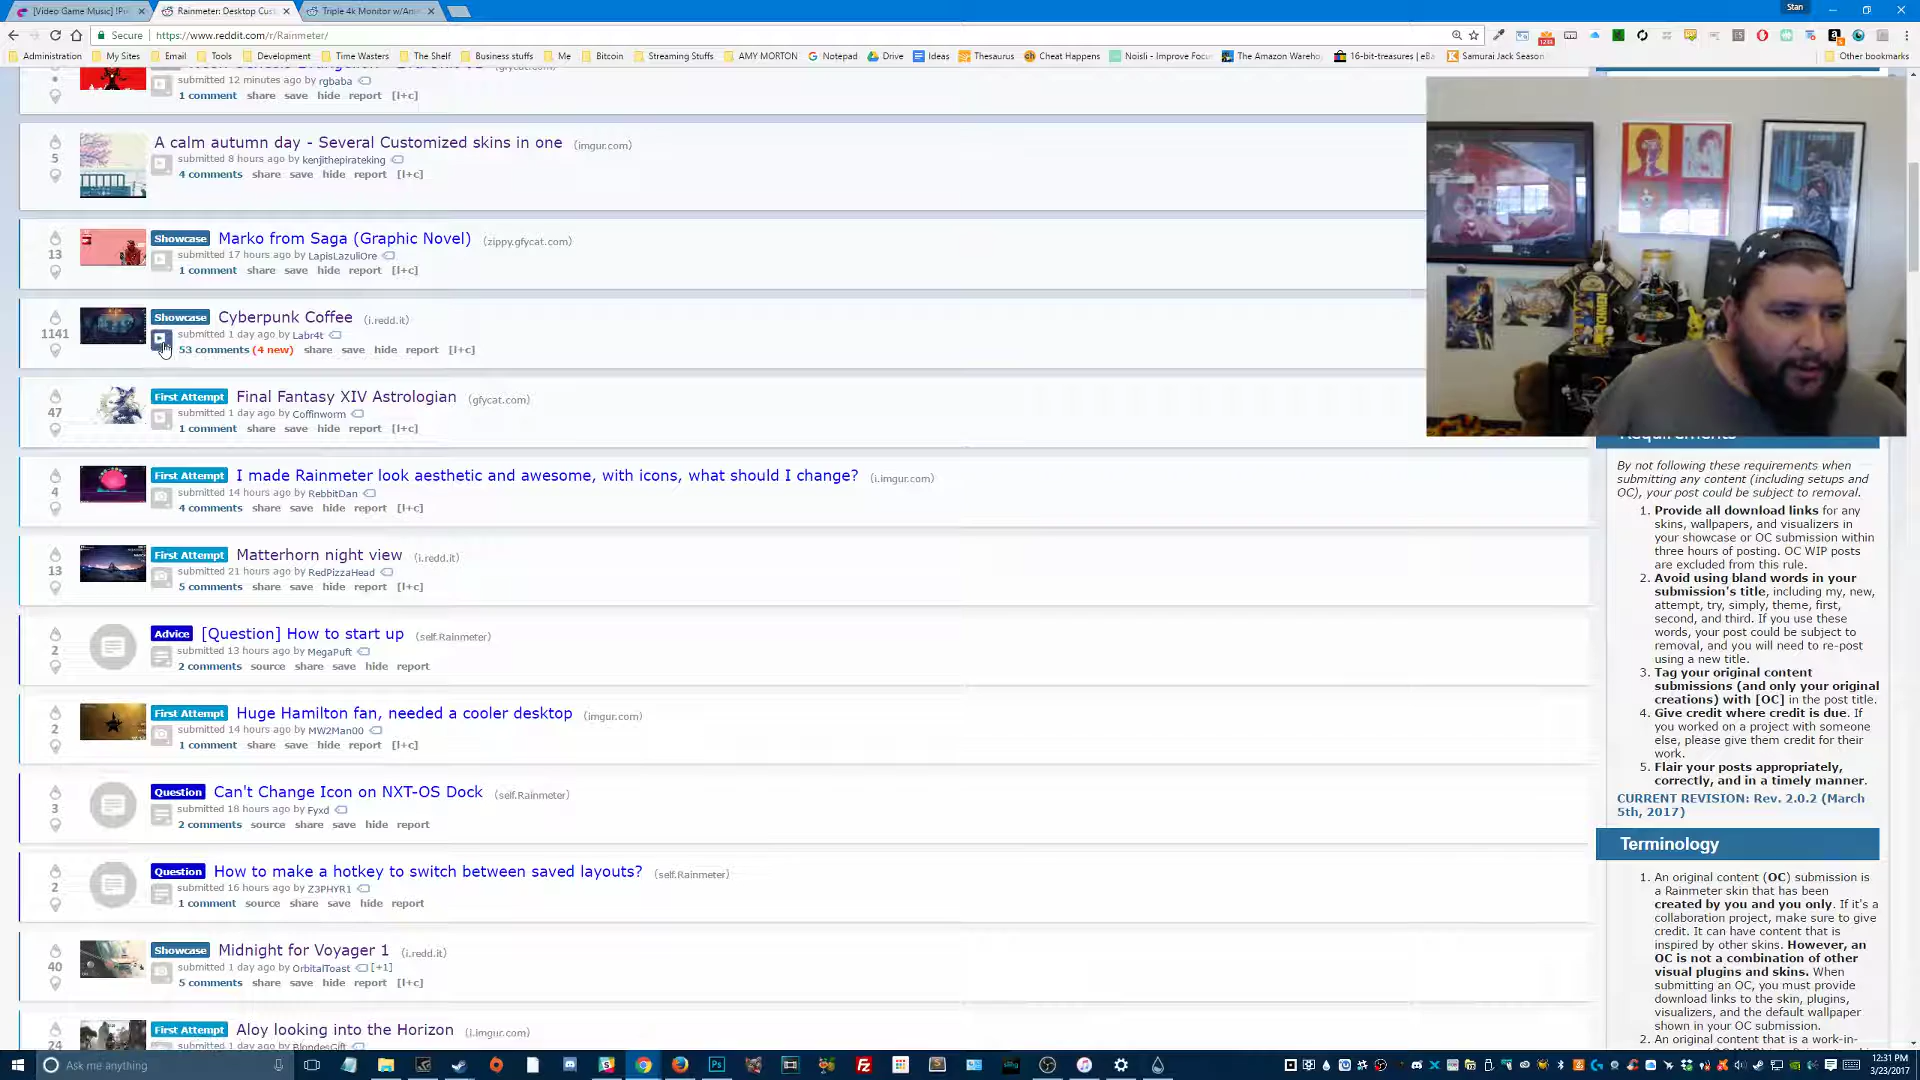 [Video Game Music] !Pr
Rainmeter: Desktop Cus
Triple 4k Monitor w/Ani
Stan
Secure
https://www.reddit.com/r/Rainmeter/
Administration
My Sites
Email
Tools
Development
Time Wasters
The Shelf
Business stuffs
Me
Bitcoin
Streaming Stuffs
AMY MORTON
Notepad
Drive
Ideas
Thesaurus
Cheat Happens
Noisli - Improve Focu
The Amazon Wareho
16-bit-treasures | eBa
Samurai Jack Season
Other bookmarks
submitted 12 minutes ago by rgbaba
1 comment share save hide report [l+c]
5
A calm autumn day - Several Customized skins in one (imgur.com)
submitted 8 hours ago by kenjithepirateking
4 comments share save hide report [l+c]
13
Showcase Marko from Saga (Graphic Novel) (zippy.gfycat.com)
submitted 17 hours ago by LapisLazuliOre
1 comment share save hide report [l+c]
1141
Showcase Cyberpunk Coffee (i.redd.it)
submitted 1 day ago by Labr4t
53 comments (4 new) share save hide report [l+c]
47
First Attempt Final Fantasy XIV Astrologian (gfycat.com)
submitted 1 day ago by Coffinworm
1 comment share save hide report [l+c]
4
First Attempt I made Rainmeter look aesthetic and awesome, with icons, what should I change? (i.imgur.com)
submitted 14 hours ago by RebbitDan
4 comments share save hide report [l+c]
13
First Attempt Matterhorn night view (i.redd.it)
submitted 21 hours ago by RedPizzaHead
5 comments share save hide report [l+c]
2
Advice [Question] How to start up (self.Rainmeter)
submitted 13 hours ago by MegaPuft
2 comments source share save hide report
2
First Attempt Huge Hamilton fan, needed a cooler desktop (imgur.com)
submitted 14 hours ago by MW2Man00
1 comment share save hide report [l+c]
3
Question Can't Change Icon on NXT-OS Dock (self.Rainmeter)
submitted 18 hours ago by Fyxd
2 comments source share save hide report
2
Question How to make a hotkey to switch between saved layouts? (self.Rainmeter)
submitted 16 hours ago by Z3PHYR1
1 comment source share save hide report
40
Showcase Midnight for Voyager 1 (i.redd.it)
submitted 1 day ago by OrbitalToast [+1]
5 comments share save hide report [l+c]
24
First Attempt Aloy looking into the Horizon (i.imgur.com)
submitted 1 day ago by BlondesGift
Requirements
By not following these requirements when
submitting any content (including setups and
OC), your post could be subject to removal.
1. Provide all download links for any
skins, wallpapers, and visualizers in
your showcase or OC submission within
three hours of posting. OC WIP posts
are excluded from this rule.
2. Avoid using bland words in your
submission's title, including my, new,
attempt, try, simply, theme, first,
second, and third. If you use these
words, your post could be subject to
removal, and you will need to re-post
using a new title.
3. Tag your original content
submissions (and only your original
creations) with [OC] in the post title.
4. Give credit where credit is due. If
you worked on a project with someone
else, please give them credit for their
work.
5. Flair your posts appropriately,
correctly, and in a timely manner.
CURRENT REVISION: Rev. 2.0.2 (March
5th, 2017)
Terminology
1. An original content (OC) submission is
a Rainmeter skin that has been
created by you and you only. If it's a
collaboration project, make sure to give
credit. It can have content that is
inspired by other skins. However, an
OC is not a combination of other
visual plugins and skins. When
submitting an OC, you must provide
download links to the skin, plugins,
visualizers, and the default wallpaper
shown in your OC submission.
2. An original content that is a work-in-
Ask me anything
12:31 PM
3/23/2017